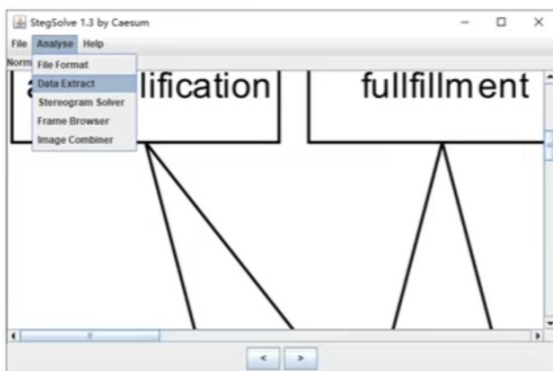 StegSolve 1.3 by Caesum
File Analyse Help
Norm
File Format
Data Extract
Stereogram Solver
Frame Browser
Image Combiner
lification
fullfillment
< >